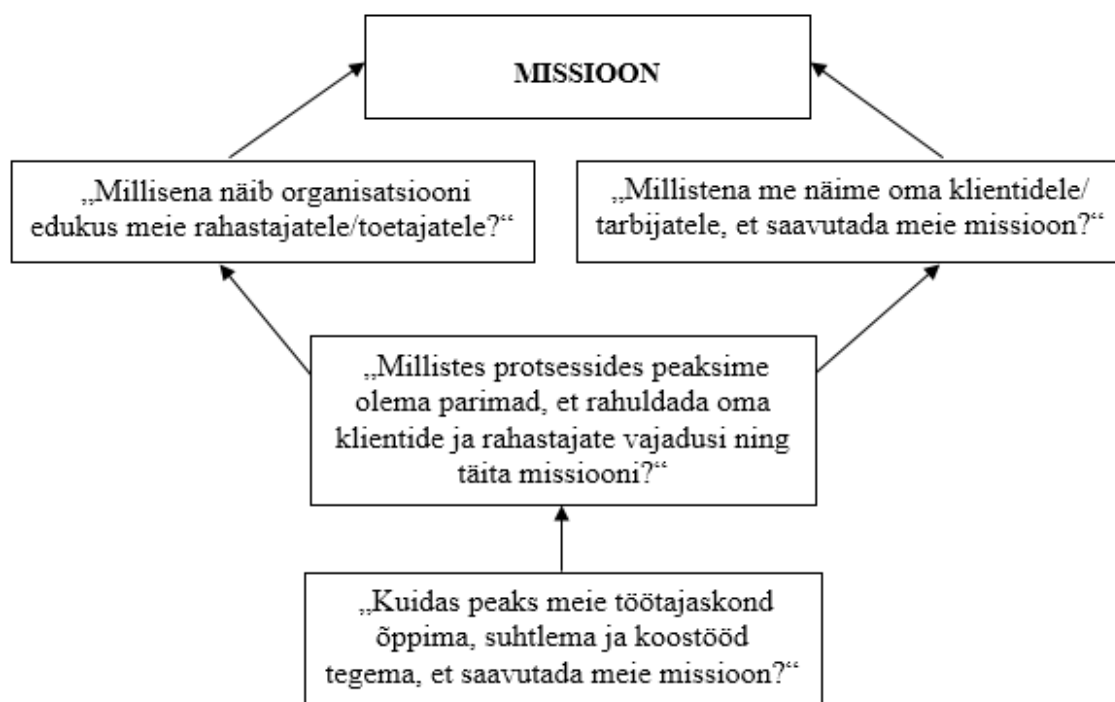 MISSIOON
„Millisena näib organisatsiooni
edukus meie rahastajatele/toetajatele?“
„Millistena me näime oma klientidele/
tarbijatele, et saavutada meie missioon?“
„Millistes protsessides peaksime
olema parimad, et rahuldada oma
klientide ja rahastajate vajadusi ning
täita missiooni?“
„Kuidas peaks meie töötajaskond
õppima, suhtlema ja koostööd
tegema, et saavutada meie missioon?“